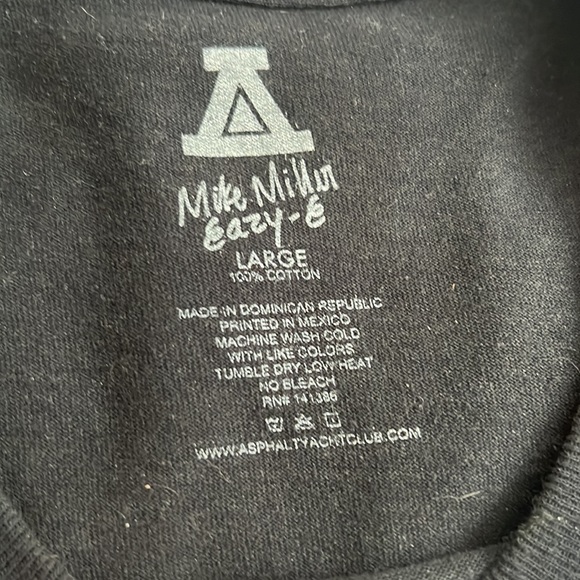 A
Mike Miller
Eazy-E
LARGE
100% COTTON
MADE IN DOMINICAN REPUBLIC
PRINTED IN MEXICO
MACHINE WASH COLD
WITH LIKE COLORS
TUMBLE DRY LOW HEAT
NO BLEACH
RN# 141386
WWW.ASPHALTYACHTCLUB.COM